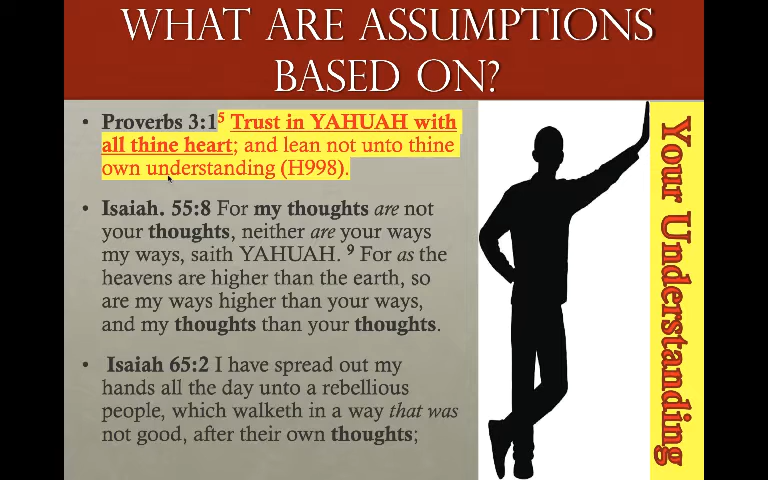 WHAT ARE ASSUMPTIONS
BASED ON?
• Proverbs 3:1⁵ Trust in YAHUAH with
all thine heart; and lean not unto thine
own understanding (H998).
• Isaiah. 55:8 For my thoughts are not
your thoughts, neither are your ways
my ways, saith YAHUAH. ⁹ For as the
heavens are higher than the earth, so
are my ways higher than your ways,
and my thoughts than your thoughts.
• Isaiah 65:2 I have spread out my
hands all the day unto a rebellious
people, which walketh in a way that was
not good, after their own thoughts;
Your Understanding